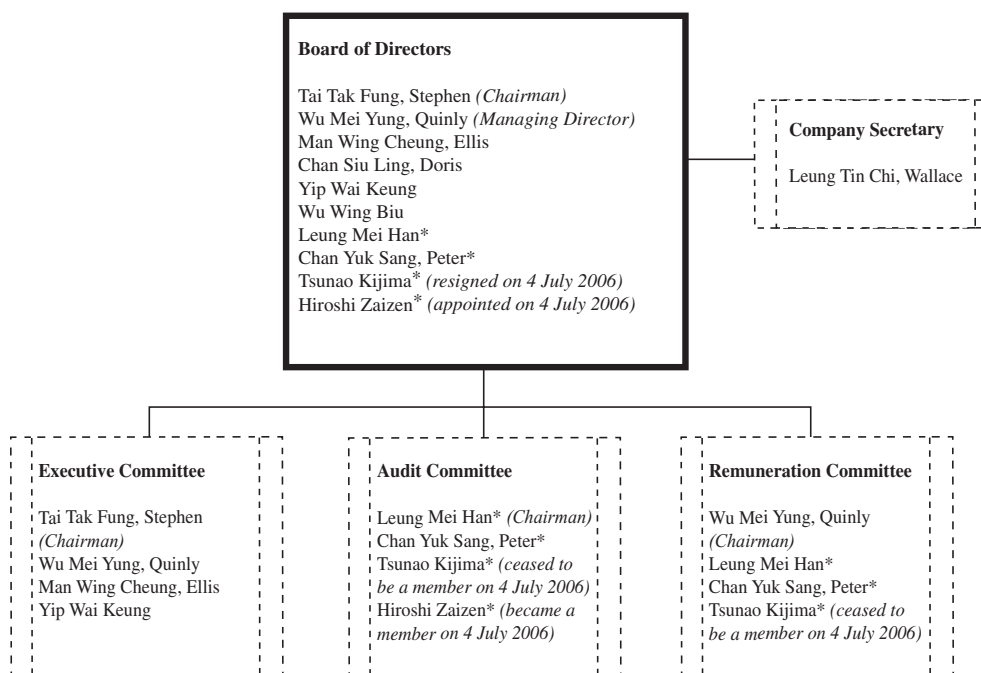 Board of Directors
Tai Tak Fung, Stephen (Chairman)
Wu Mei Yung, Quinly (Managing Director)
Man Wing Cheung, Ellis
Chan Siu Ling, Doris
Yip Wai Keung
Wu Wing Biu
Leung Mei Han*
Chan Yuk Sang, Peter*
Tsunao Kijima* (resigned on 4 July 2006)
Hiroshi Zaizen* (appointed on 4 July 2006)
Company Secretary
Leung Tin Chi, Wallace
Executive Committee
Tai Tak Fung, Stephen
(Chairman)
Wu Mei Yung, Quinly
Man Wing Cheung, Ellis
Yip Wai Keung
Audit Committee
Leung Mei Han* (Chairman)
Chan Yuk Sang, Peter*
Tsunao Kijima* (ceased to
be a member on 4 July 2006)
Hiroshi Zaizen* (became a
member on 4 July 2006)
Remuneration Committee
Wu Mei Yung, Quinly
(Chairman)
Leung Mei Han*
Chan Yuk Sang, Peter*
Tsunao Kijima* (ceased to
be a member on 4 July 2006)